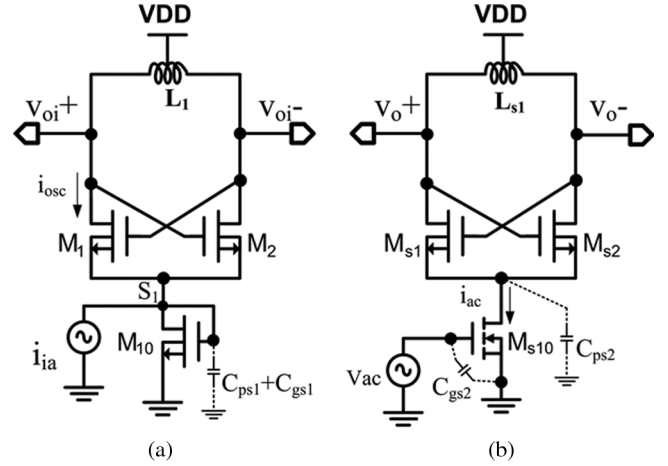 VDD
L1
voi+
voi-
iosc
M1
M2
S1
iia
M10
Cps1+Cgs1
(a)
VDD
Ls1
vo+
vo-
Ms1
Ms2
iac
Ms10
Vac
Cgs2
Cps2
(b)